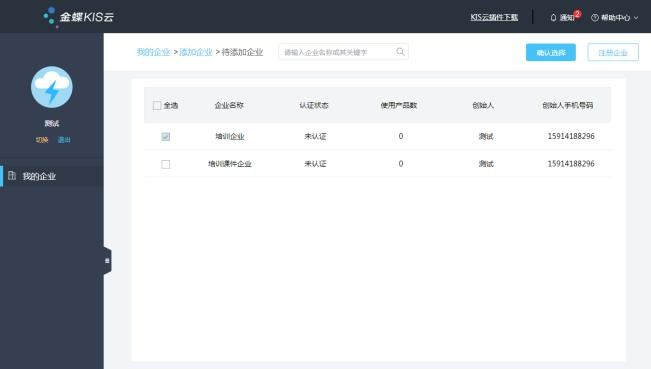 金蝶KIS云
KIS云插件下载
通知 2
帮助中心
测试
切换 退出
我的企业
我的企业 >添加企业 >待添加企业
请输入企业名称或其关键字
确认选择
注册企业
全选 企业名称 认证状态 使用产品数 创始人 创始人手机号码
培训企业 未认证 0 测试 15914188296
培训课件企业 未认证 0 测试 15914188296